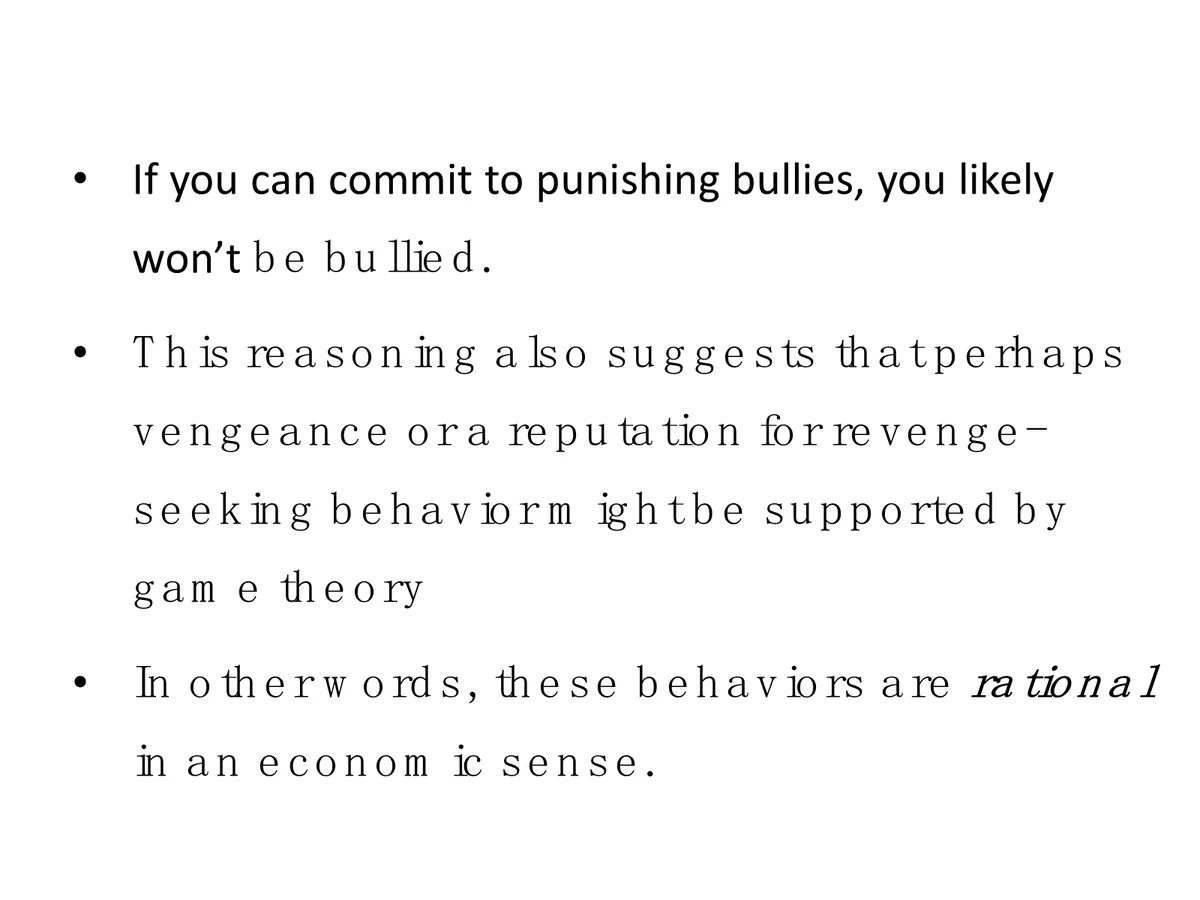 • If you can commit to punishing bullies, you likely
won’t be bullied.
• This reasoning also suggests that perhaps
vengeance or a reputation for revenge-
seeking behavior might be supported by
game theory
• In other words, these behaviors are rational
in an economic sense.